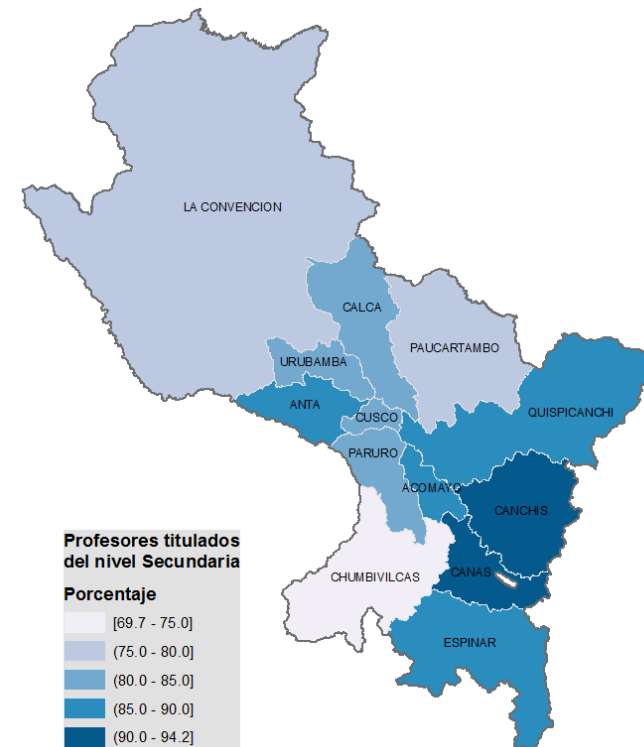 LA CONVENCION
CALCA
PAUCARTAMBO
URUBAMBA
ANTA
CUSCO
QUISPICANCHI
PARURO
ACOMAYO
CANCHIS
CANAS
CHUMBIVILCAS
ESPINAR
Profesores titulados
del nivel Secundaria
Porcentaje
[69.7 - 75.0]
(75.0 - 80.0]
(80.0 - 85.0]
(85.0 - 90.0]
(90.0 - 94.2]